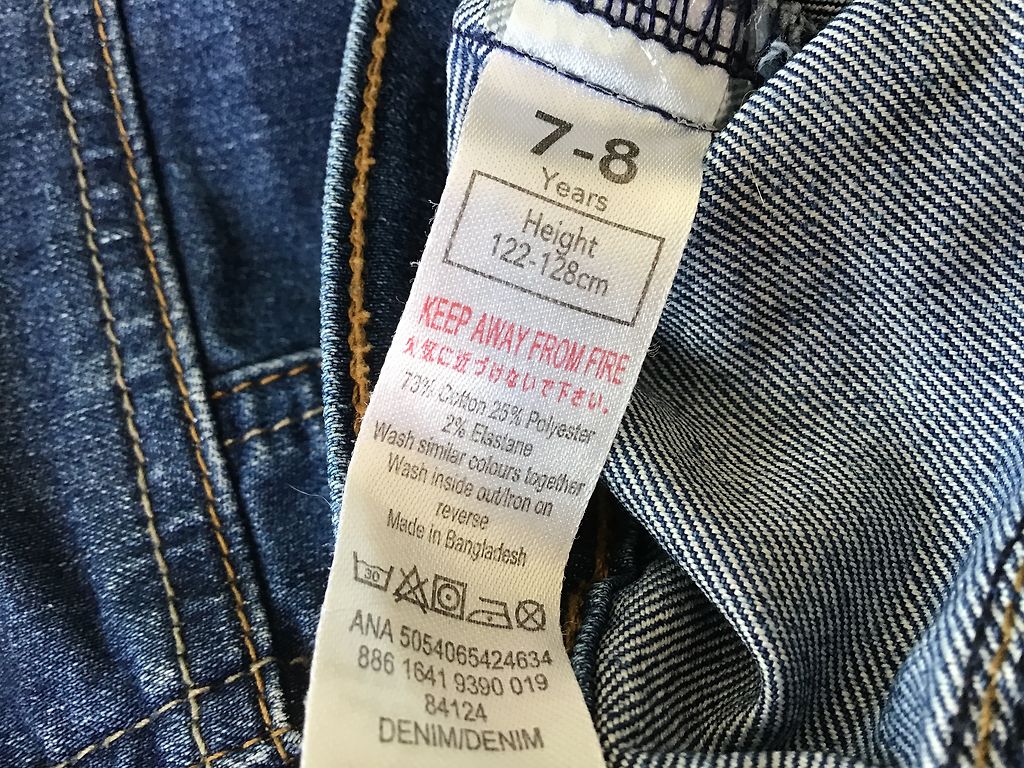 7-8
Years
Height
122-128cm
KEEP AWAY FROM FIRE
火気に近づけないで下さい。
73% Cotton 25% Polyester
2% Elastane
Wash similar colours together
Wash inside out/Iron on
reverse
Made in Bangladesh
30
ANA 5054065424634
886 1641 9390 019
84124
DENIM/DENIM